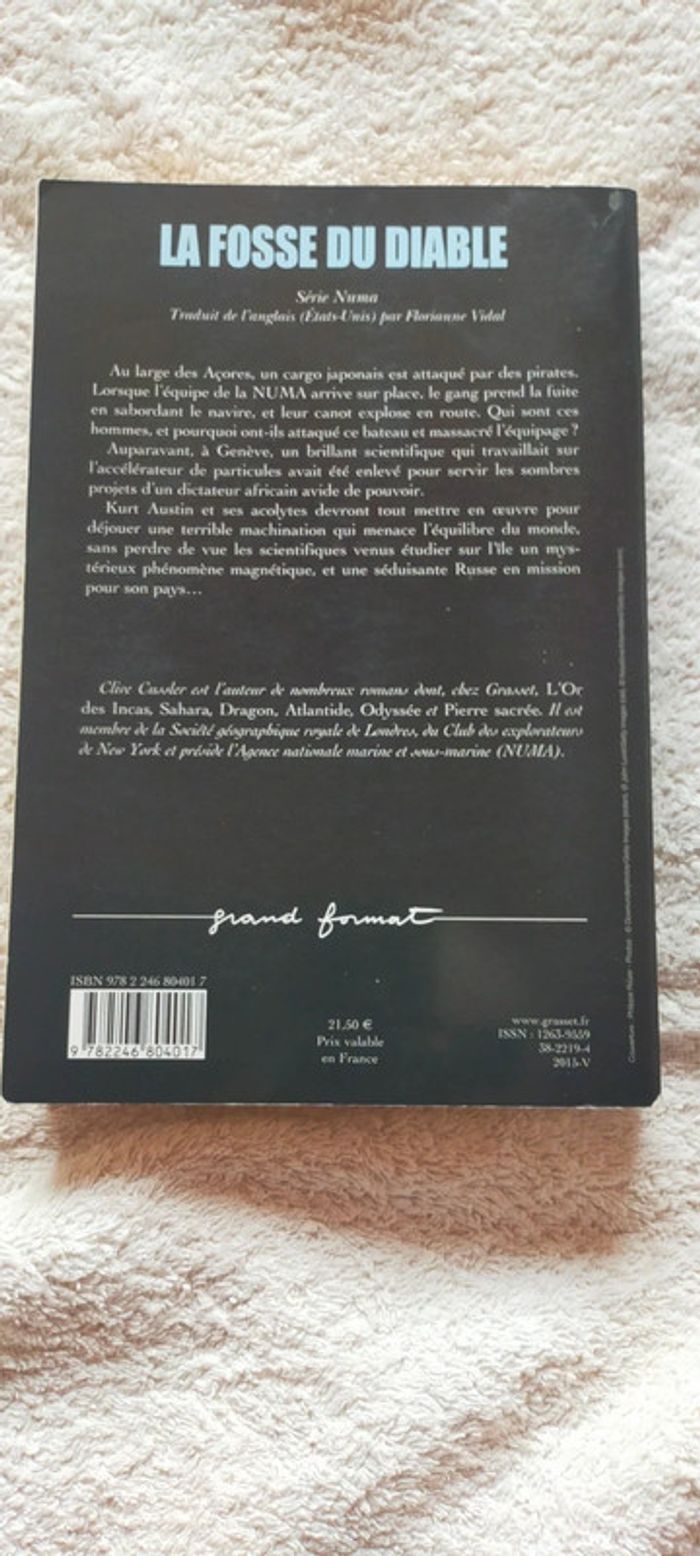 LA FOSSE DU DIABLE
Série Numa
Traduit de l'anglais (États-Unis) par Florianne Vidal
Au large des Açores, un cargo japonais est attaqué par des pirates.
Lorsque l'équipe de la NUMA arrive sur place, le gang prend la fuite
en sabordant le navire, et leur canot explose en route. Qui sont ces
hommes, et pourquoi ont-ils attaqué ce bateau et massacré l'équipage ?
Auparavant, à Genève, un brillant scientifique qui travaillait sur
l'accélérateur de particules avait été enlevé pour servir les sombres
projets d'un dictateur africain avide de pouvoir.
Kurt Austin et ses acolytes devront tout mettre en œuvre pour
déjouer une terrible machination qui menace l'équilibre du monde,
sans perdre de vue les scientifiques venus étudier sur l'île un mys-
térieux phénomène magnétique, et une séduisante Russe en mission
pour son pays...
Clive Cussler est l'auteur de nombreux romans dont, chez Grasset, L'Or
des Incas, Sahara, Dragon, Atlantide, Odyssée et Pierre sacrée. Il est
membre de la Société géographique royale de Londres, du Club des explorateurs
de New York et préside l'Agence nationale marine et sous-marine (NUMA).
grand format
ISBN 978 2 246 80401 7
9 782246 804017
21,50 €
Prix valable
en France
www.grasset.fr
ISSN : 1263-9559
38-2219-4
2015-V